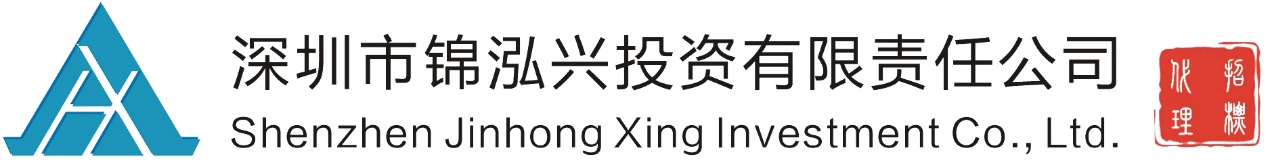 深圳市锦泓兴投资有限责任公司
Shenzhen Jinhong Xing Investment Co., Ltd.
招標
代理